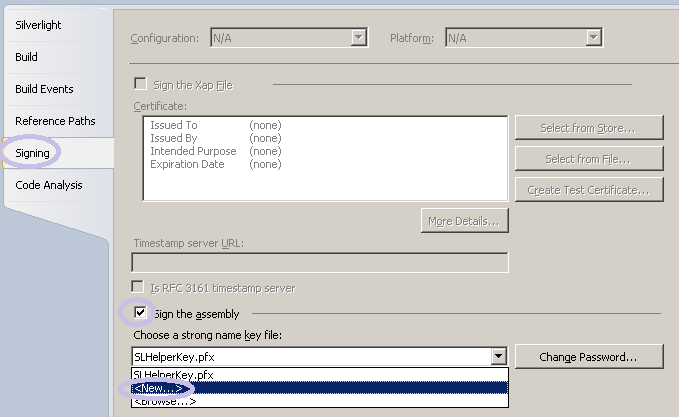 Silverlight
Build
Build Events
Reference Paths
Signing
Code Analysis
Configuration: N/A Platform: N/A
Sign the Xap File
Certificate:
Issued To (none)
Issued By (none)
Intended Purpose (none)
Expiration Date (none)
Select from Store...
Select from File...
Create Test Certificate...
More Details...
Timestamp server URL:
Is RFC 3161 timestamp server
Sign the assembly
Choose a strong name key file:
SLHelperKey.pfx
Change Password...
SLHelperKey.pfx
<New...>
<Browse...>